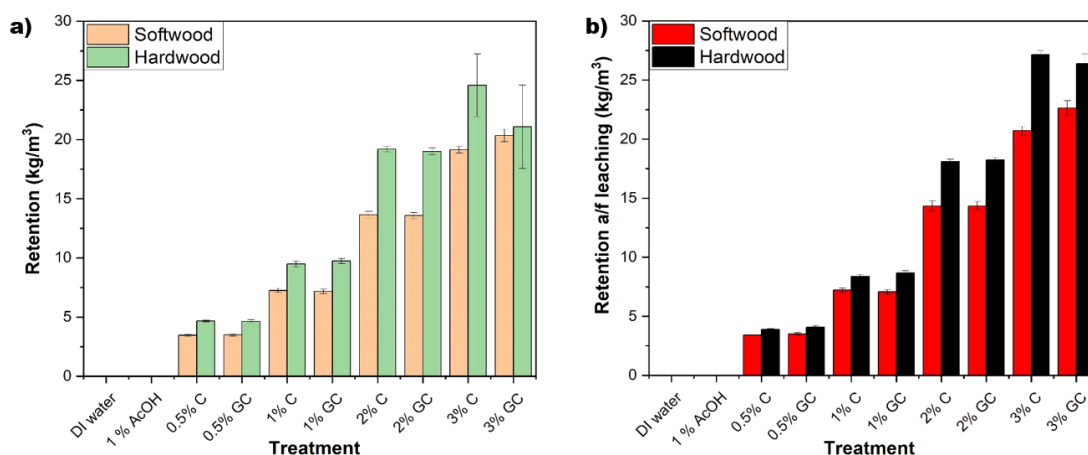 a)
Softwood
Hardwood
Retention (kg/m³)
30
25
20
15
10
5
0
DI water
1 % AcOH
0.5% C
0.5% GC
1% C
1% GC
2% C
2% GC
3% C
3% GC
Treatment
b)
Softwood
Hardwood
Retention a/f leaching (kg/m³)
30
25
20
15
10
5
0
DI water
1 % AcOH
0.5% C
0.5% GC
1% C
1% GC
2% C
2% GC
3% C
3% GC
Treatment